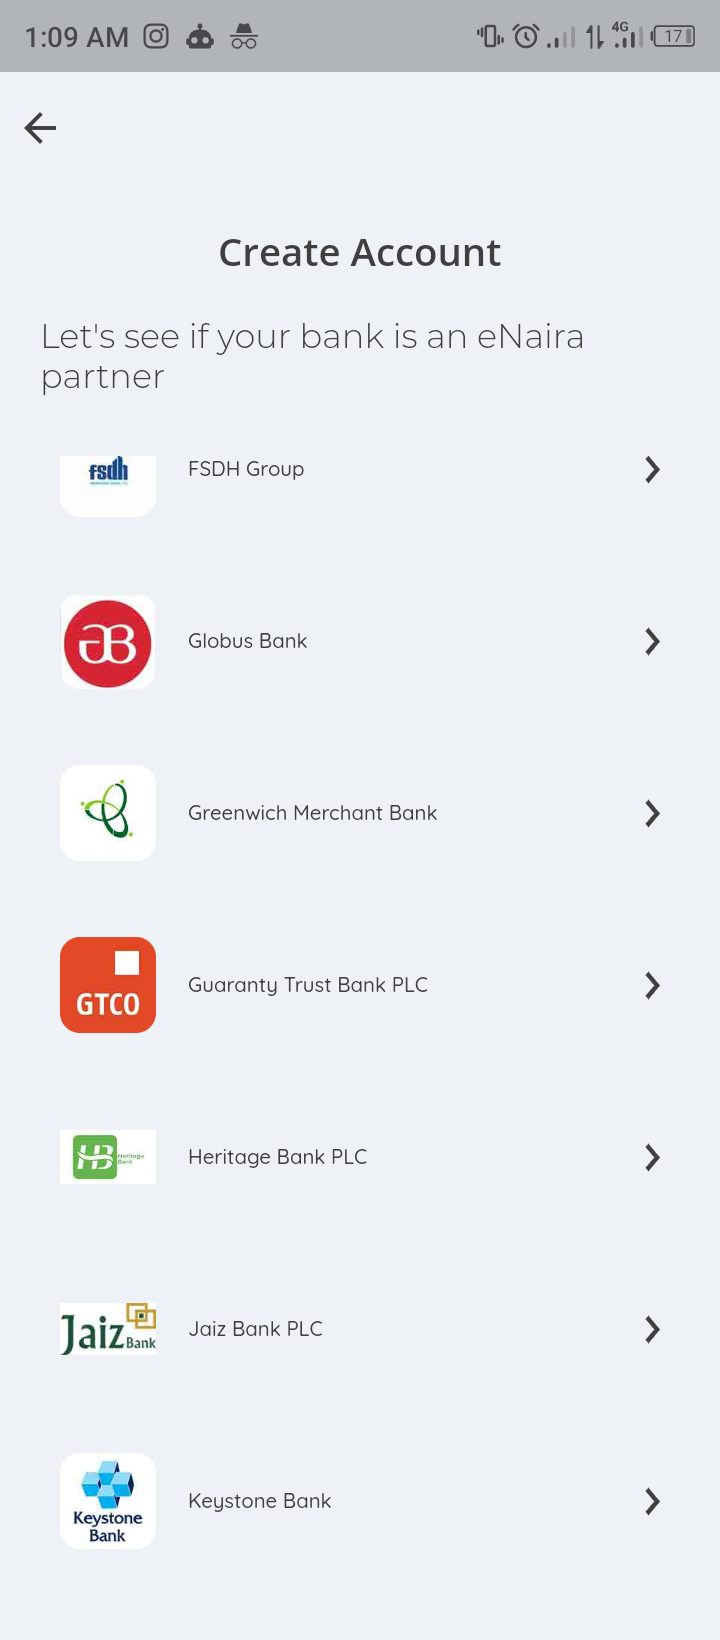 1:09 AM
4G
17
Create Account
Let's see if your bank is an eNaira
partner
fsdh
FSDH Group
Globus Bank
Greenwich Merchant Bank
GTCO
Guaranty Trust Bank PLC
HB Heritage
Bank
Heritage Bank PLC
Jaiz Bank
Jaiz Bank PLC
Keystone
Bank
Keystone Bank